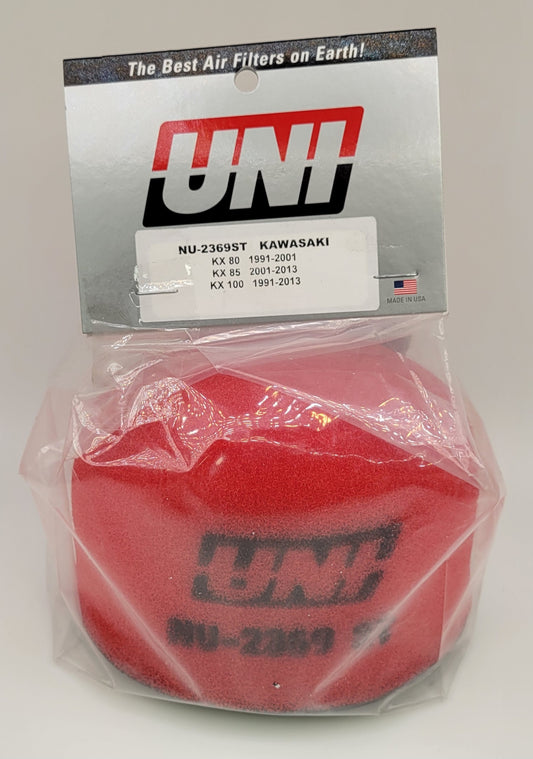 The Best Air Filters on Earth!
UNI
NU-2369ST KAWASAKI
KX 80 1991-2001
KX 85 2001-2013
KX 100 1991-2013
MADE IN USA
UNI
NU-2369 ST